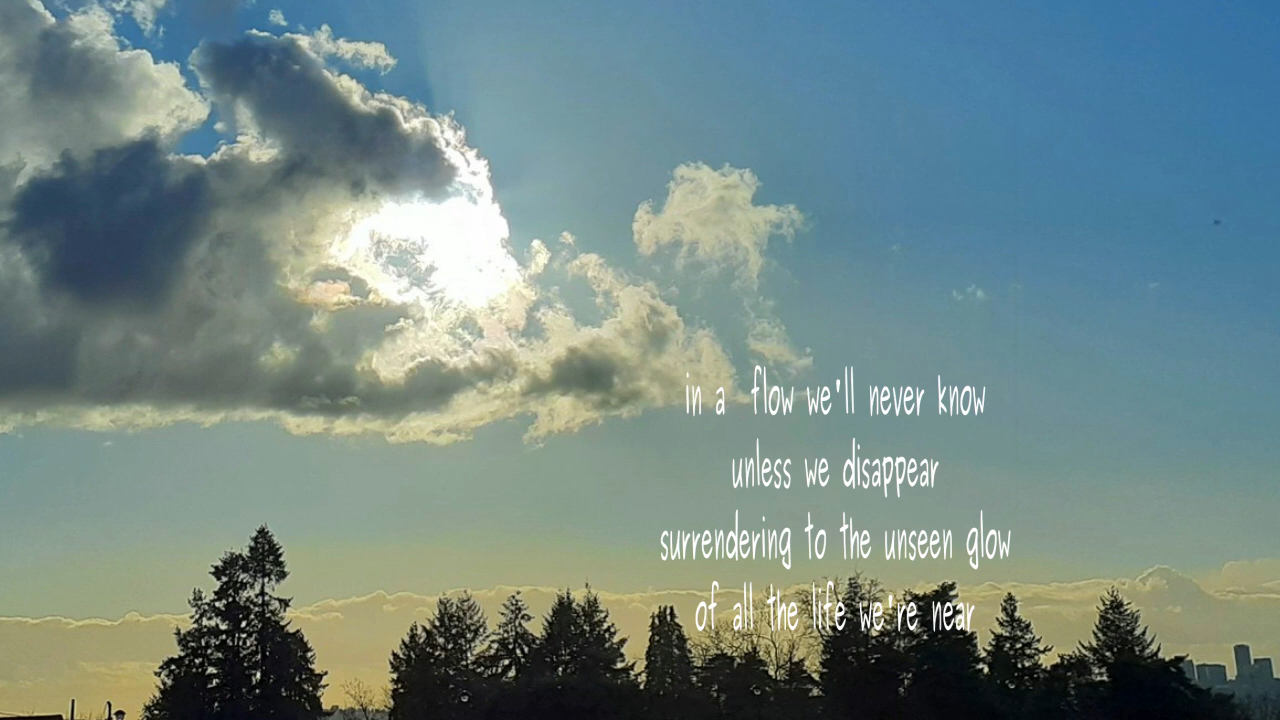 in a  flow we'll never know
unless we disappear
surrendering to the unseen glow
of all the life we're near